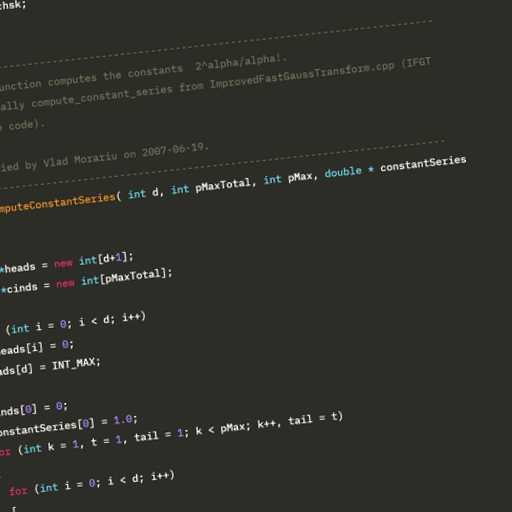 chsk;
--------------------------------------------------------------------------------
unction computes the constants 2^alpha/alpha!.
ally compute_constant_series from ImprovedFastGaussTransform.cpp (IFGT
e code).
ied by Vlad Morariu on 2007-06-19.
--------------------------------------------------------------------------------
mputeConstantSeries( int d, int pMaxTotal, int pMax, double * constantSeries
*heads = new int[d+1];
*cinds = new int[pMaxTotal];
(int i = 0; i < d; i++)
eads[i] = 0;
ads[d] = INT_MAX;
inds[0] = 0;
onstantSeries[0] = 1.0;
or (int k = 1, t = 1, tail = 1; k < pMax; k++, tail = t)
for (int i = 0; i < d; i++)
{